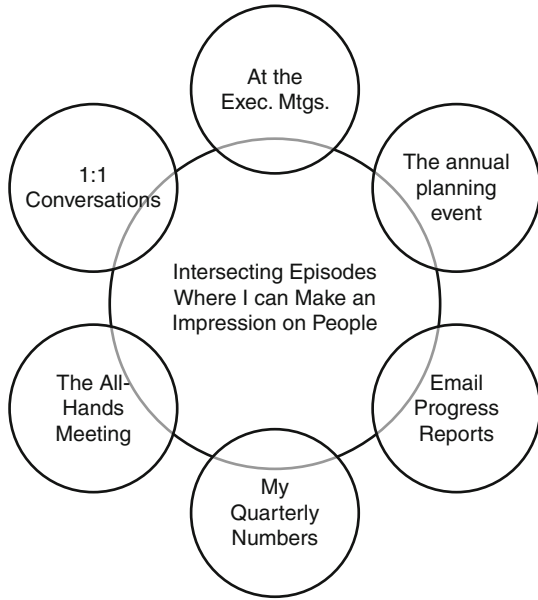 At the
Exec. Mtgs.
1:1
Conversations
The annual
planning
event
Intersecting Episodes
Where I can Make an
Impression on People
The All-
Hands
Meeting
Email
Progress
Reports
My
Quarterly
Numbers